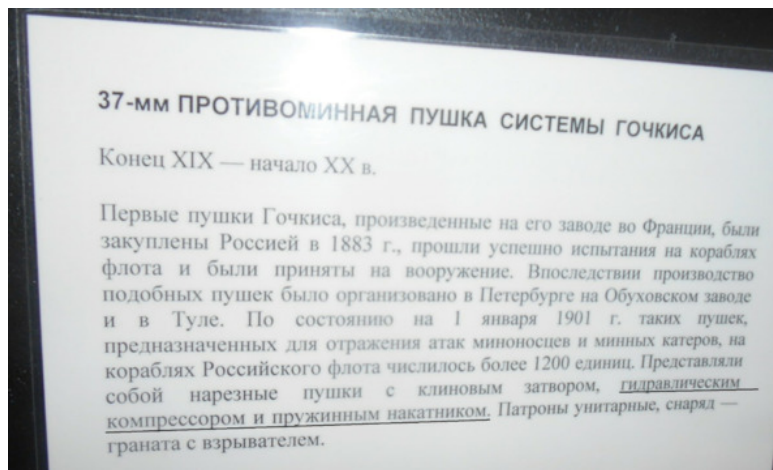 37-мм ПРОТИВОМИННАЯ ПУШКА СИСТЕМЫ ГОЧКИСА
Конец XIX — начало XX в.
Первые пушки Гочкиса, произведенные на его заводе во Франции, были
закуплены Россией в 1883 г., прошли успешно испытания на кораблях
флота и были приняты на вооружение. Впоследствии производство
подобных пушек было организовано в Петербурге на Обуховском заводе
и в Туле. По состоянию на 1 января 1901 г. таких пушек,
предназначенных для отражения атак миноносцев и минных катеров, на
кораблях Российского флота числилось более 1200 единиц. Представляли
собой нарезные пушки с клиновым затвором, гидравлическим
компрессором и пружинным накатником. Патроны унитарные, снаряд —
граната с взрывателем.